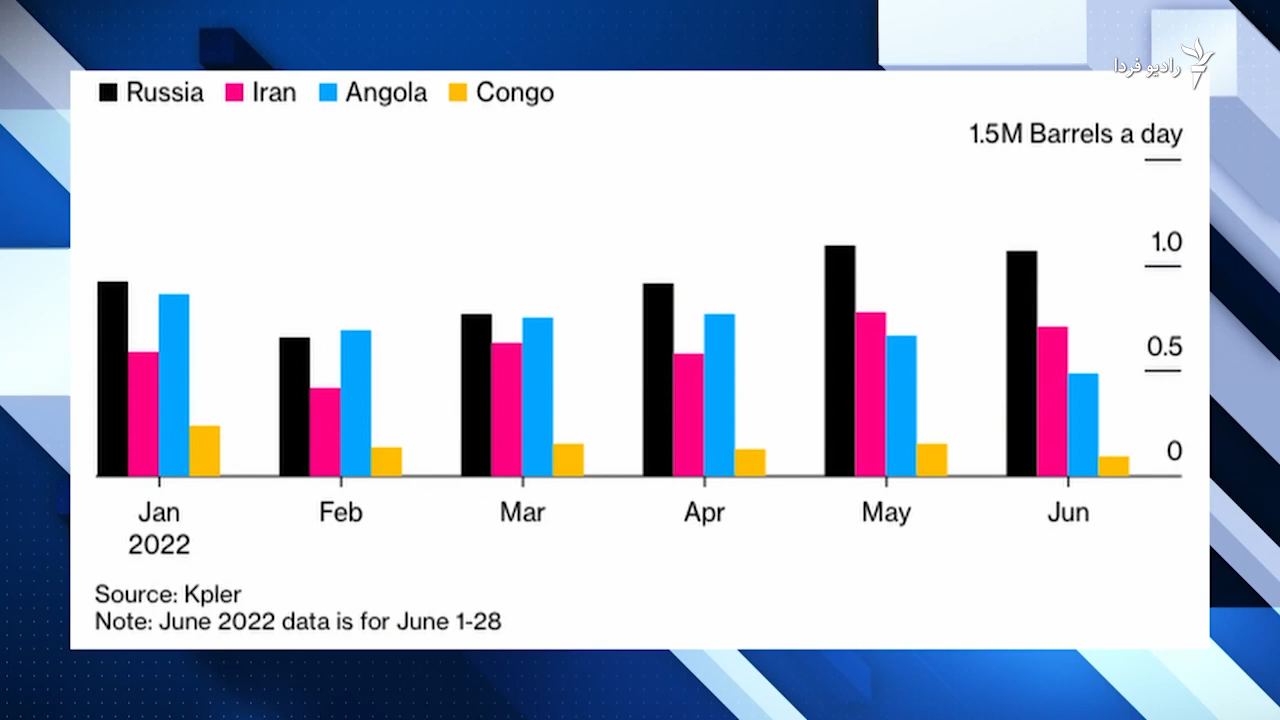 رادیو فردا
Russia Iran Angola Congo
1.5M Barrels a day
1.0
0.5
0
Jan Feb Mar Apr May Jun
2022
Source: Kpler
Note: June 2022 data is for June 1-28